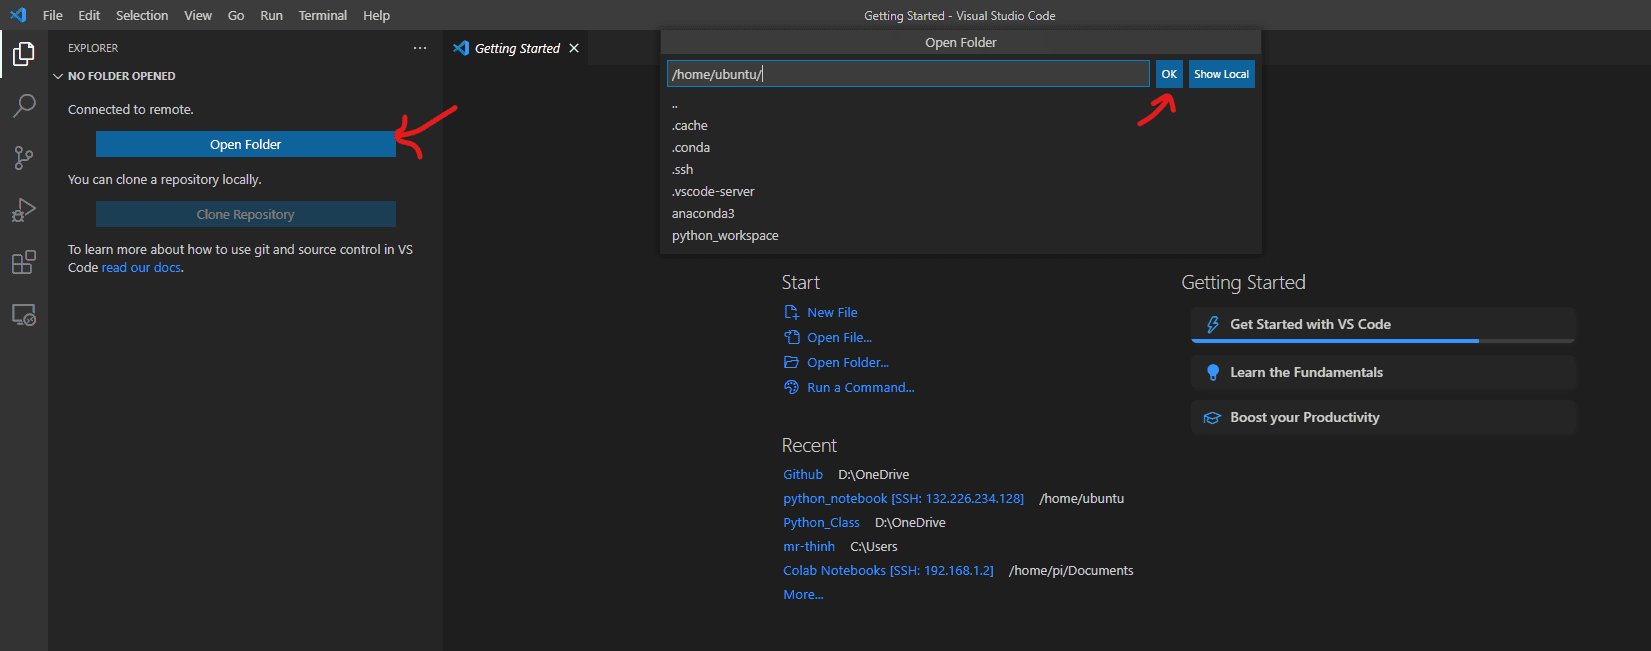 File Edit Selection View Go Run Terminal Help
Getting Started - Visual Studio Code
EXPLORER
NO FOLDER OPENED
Connected to remote.
Open Folder
You can clone a repository locally.
Clone Repository
To learn more about how to use git and source control in VS
Code read our docs.
Getting Started
Open Folder
/home/ubuntu/
OK
Show Local
..
.cache
.conda
.ssh
.vscode-server
anaconda3
python_workspace
Start
New File
Open File...
Open Folder...
Run a Command...
Recent
Github D:\OneDrive
python_notebook [SSH: 132.226.234.128] /home/ubuntu
Python_Class D:\OneDrive
mr-thinh C:\Users
Colab Notebooks [SSH: 192.168.1.2] /home/pi/Documents
More...
Getting Started
Get Started with VS Code
Learn the Fundamentals
Boost your Productivity